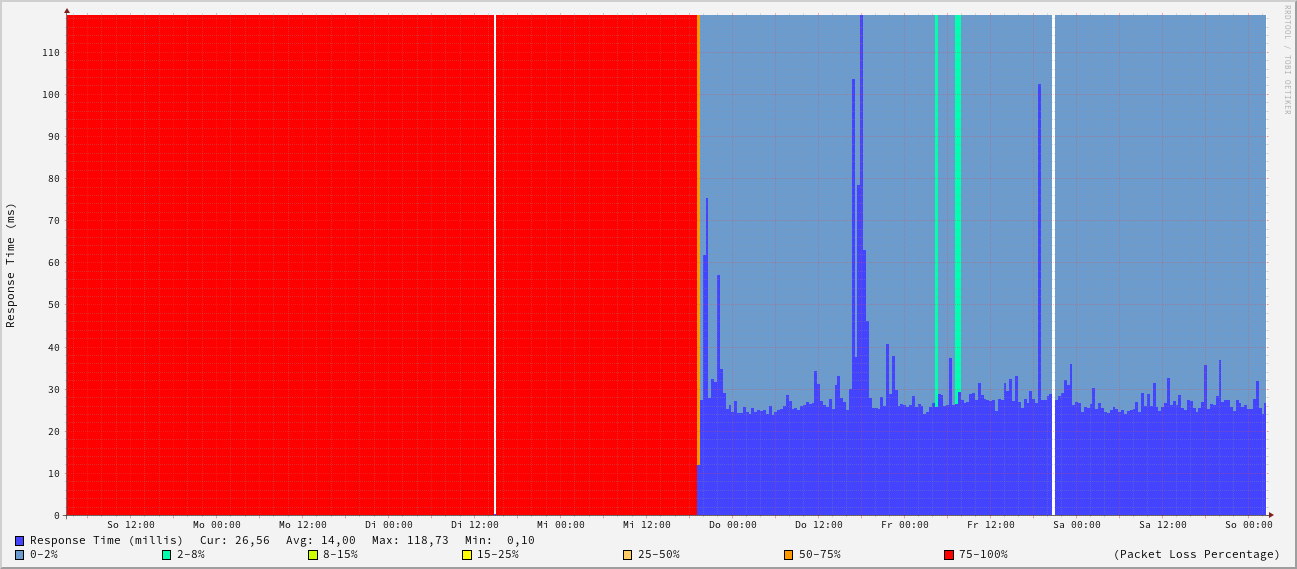 RRDTOOL / TOBI OETIKER
Response Time (ms)
110
100
90
80
70
60
50
40
30
20
10
0
So 12:00 Mo 00:00 Mo 12:00 Di 00:00 Di 12:00 Mi 00:00 Mi 12:00 Do 00:00 Do 12:00 Fr 00:00 Fr 12:00 Sa 00:00 Sa 12:00 So 00:00
Response Time (millis) Cur: 26,56 Avg: 14,00 Max: 118,73 Min: 0,10
0-2% 2-8% 8-15% 15-25% 25-50% 50-75% 75-100% (Packet Loss Percentage)